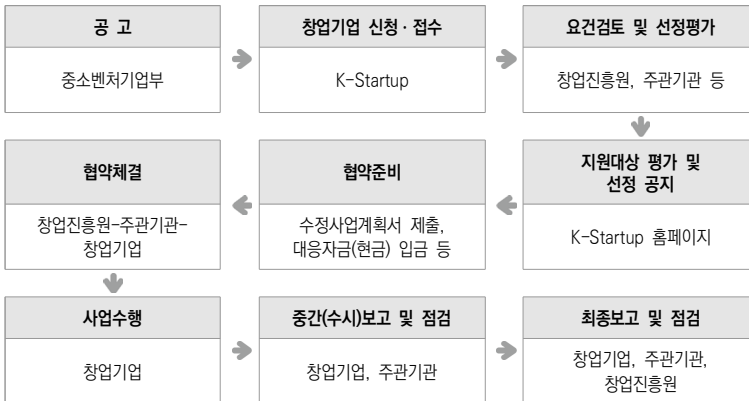 공 고
중소벤처기업부
창업기업 신청·접수
K-Startup
요건검토 및 선정평가
창업진흥원, 주관기관 등
지원대상 평가 및
선정 공지
K-Startup 홈페이지
협약준비
수정사업계획서 제출,
대응자금(현금) 입금 등
협약체결
창업진흥원-주관기관-
창업기업
사업수행
창업기업
중간(수시)보고 및 점검
창업기업, 주관기관
최종보고 및 점검
창업기업, 주관기관,
창업진흥원